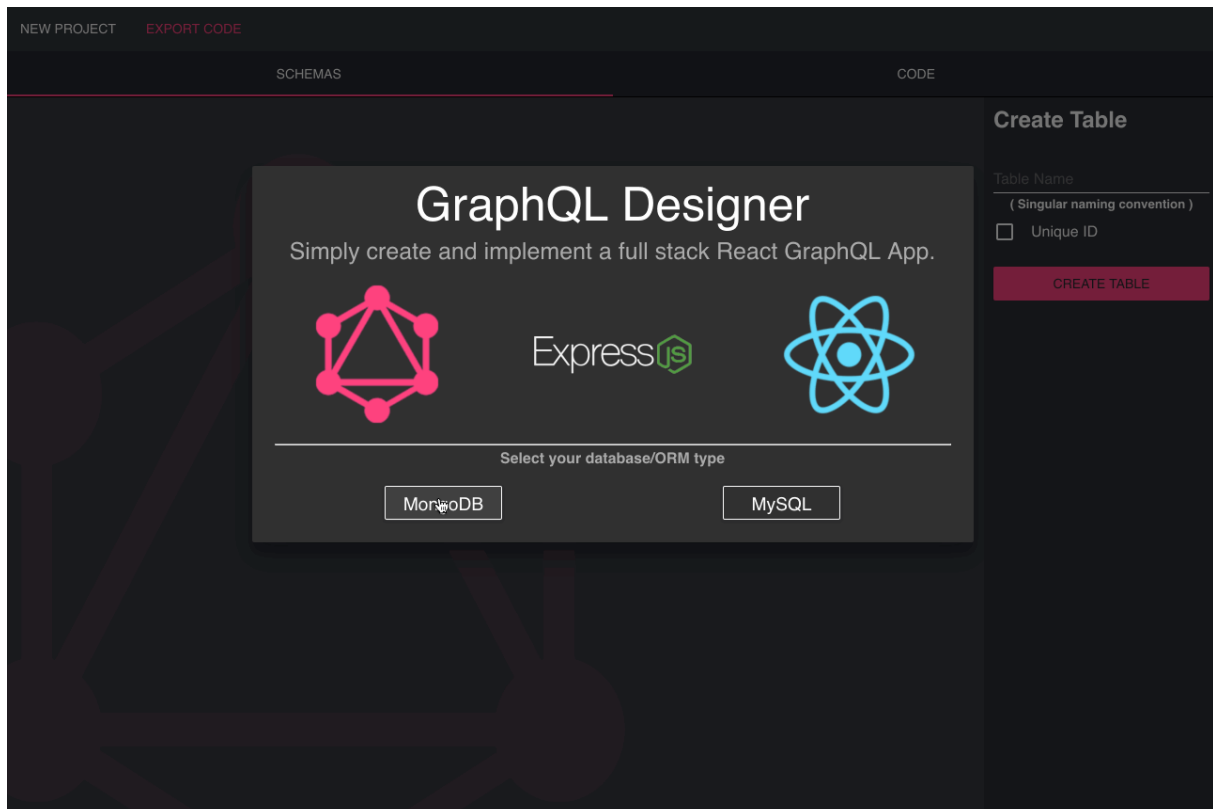 NEW PROJECT EXPORT CODE
SCHEMAS CODE
Create Table
Table Name
( Singular naming convention )
Unique ID
CREATE TABLE
GraphQL Designer
Simply create and implement a full stack React GraphQL App.
Express JS
Select your database/ORM type
MongoDB MySQL